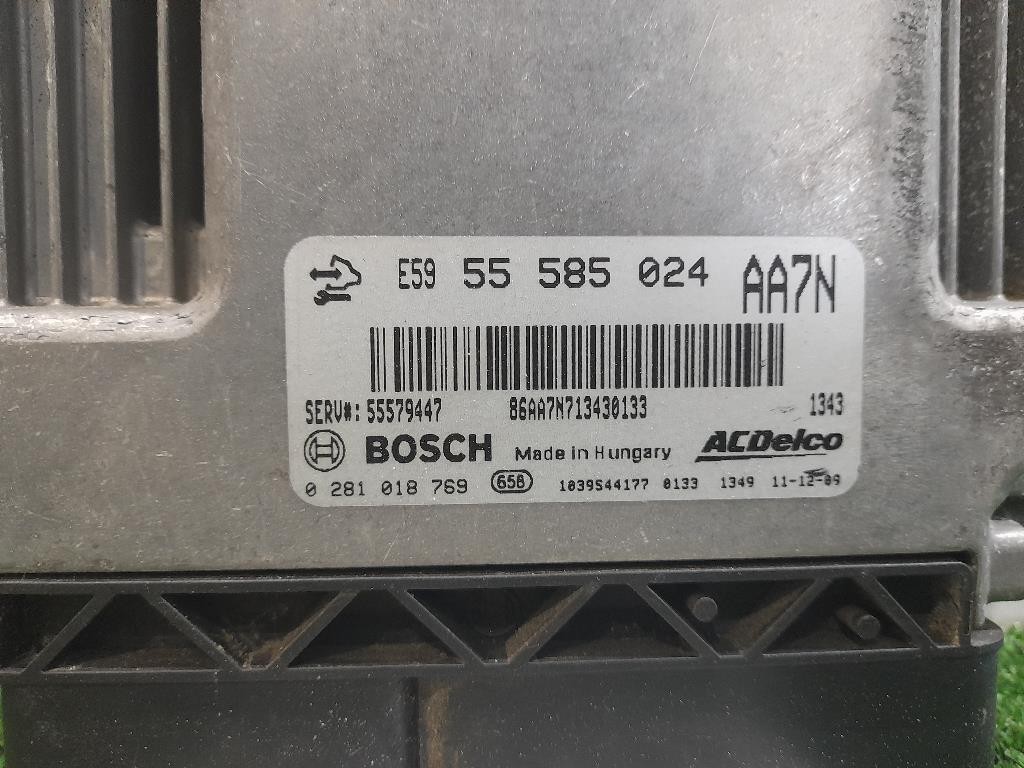 E59 55 585 024 AA7N
SERV#: 55579447 86AA7N713430133 1343
BOSCH Made in Hungary ACDelco
0 281 018 769 658 1039S44177 0133 1349 11-12-09